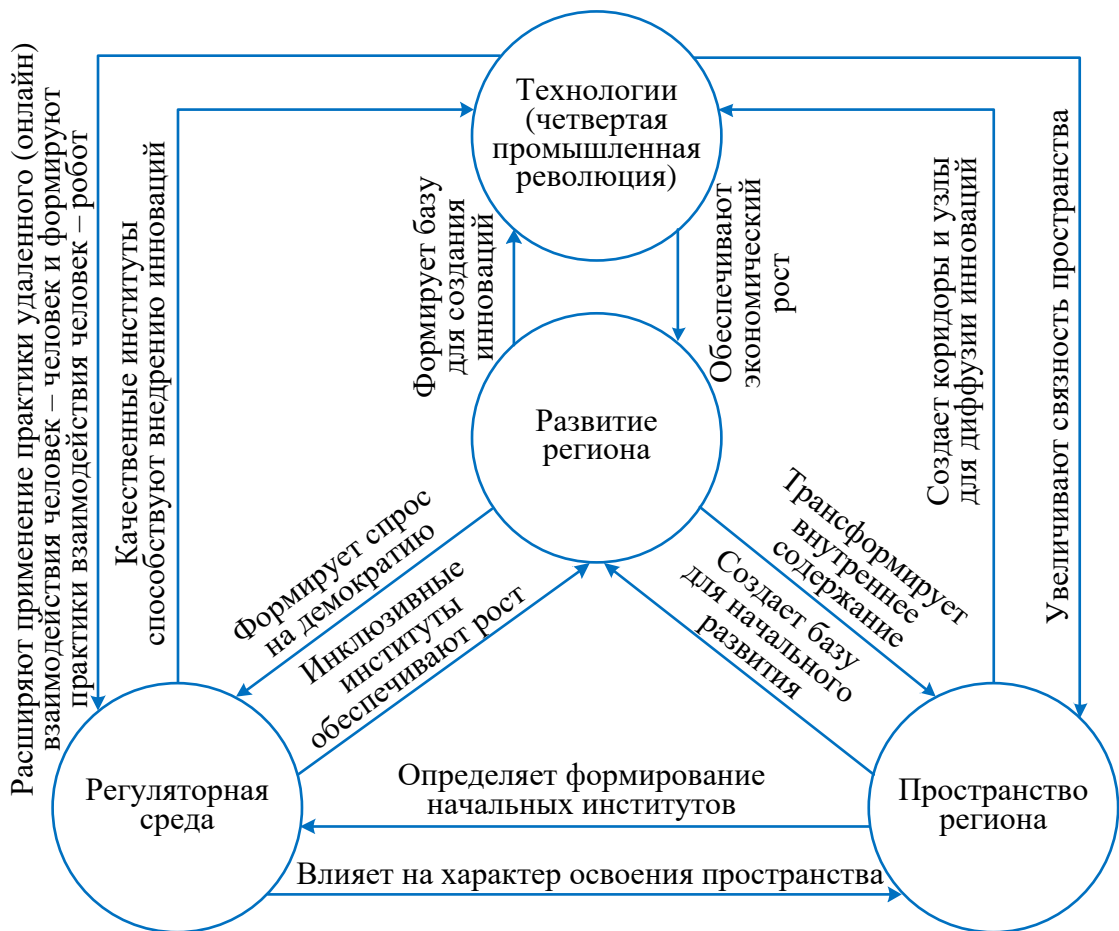 Расширяют применение практики удаленного (онлайн)
взаимодействия человек – человек и формируют
практики взаимодействия человек – робот
Качественные институты
способствуют внедрению инноваций
Технологии
(четвертая
промышленная
революция)
Формирует базу
для создания
инноваций
Обеспечивают
экономический
рост
Создает коридоры и узлы
для диффузии инноваций
Увеличивают связность пространства
Развитие
региона
Формирует спрос
на демократию
Инклюзивные
институты
обеспечивают рост
Трансформирует
внутреннее
содержание
Создает базу
для начального
развития
Регуляторная
среда
Определяет формирование
начальных институтов
Пространство
региона
Влияет на характер освоения пространства